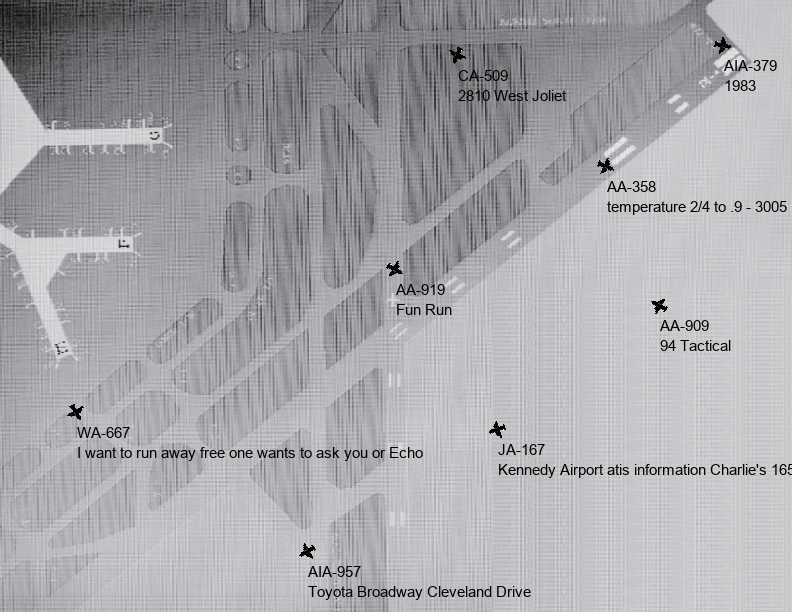 AIA-379
1983
CA-509
2810 West Joliet
AA-358
temperature 2/4 to .9 - 3005
AA-919
Fun Run
AA-909
94 Tactical
WA-667
I want to run away free one wants to ask you or Echo
JA-167
Kennedy Airport atis information Charlie's 165
AIA-957
Toyota Broadway Cleveland Drive